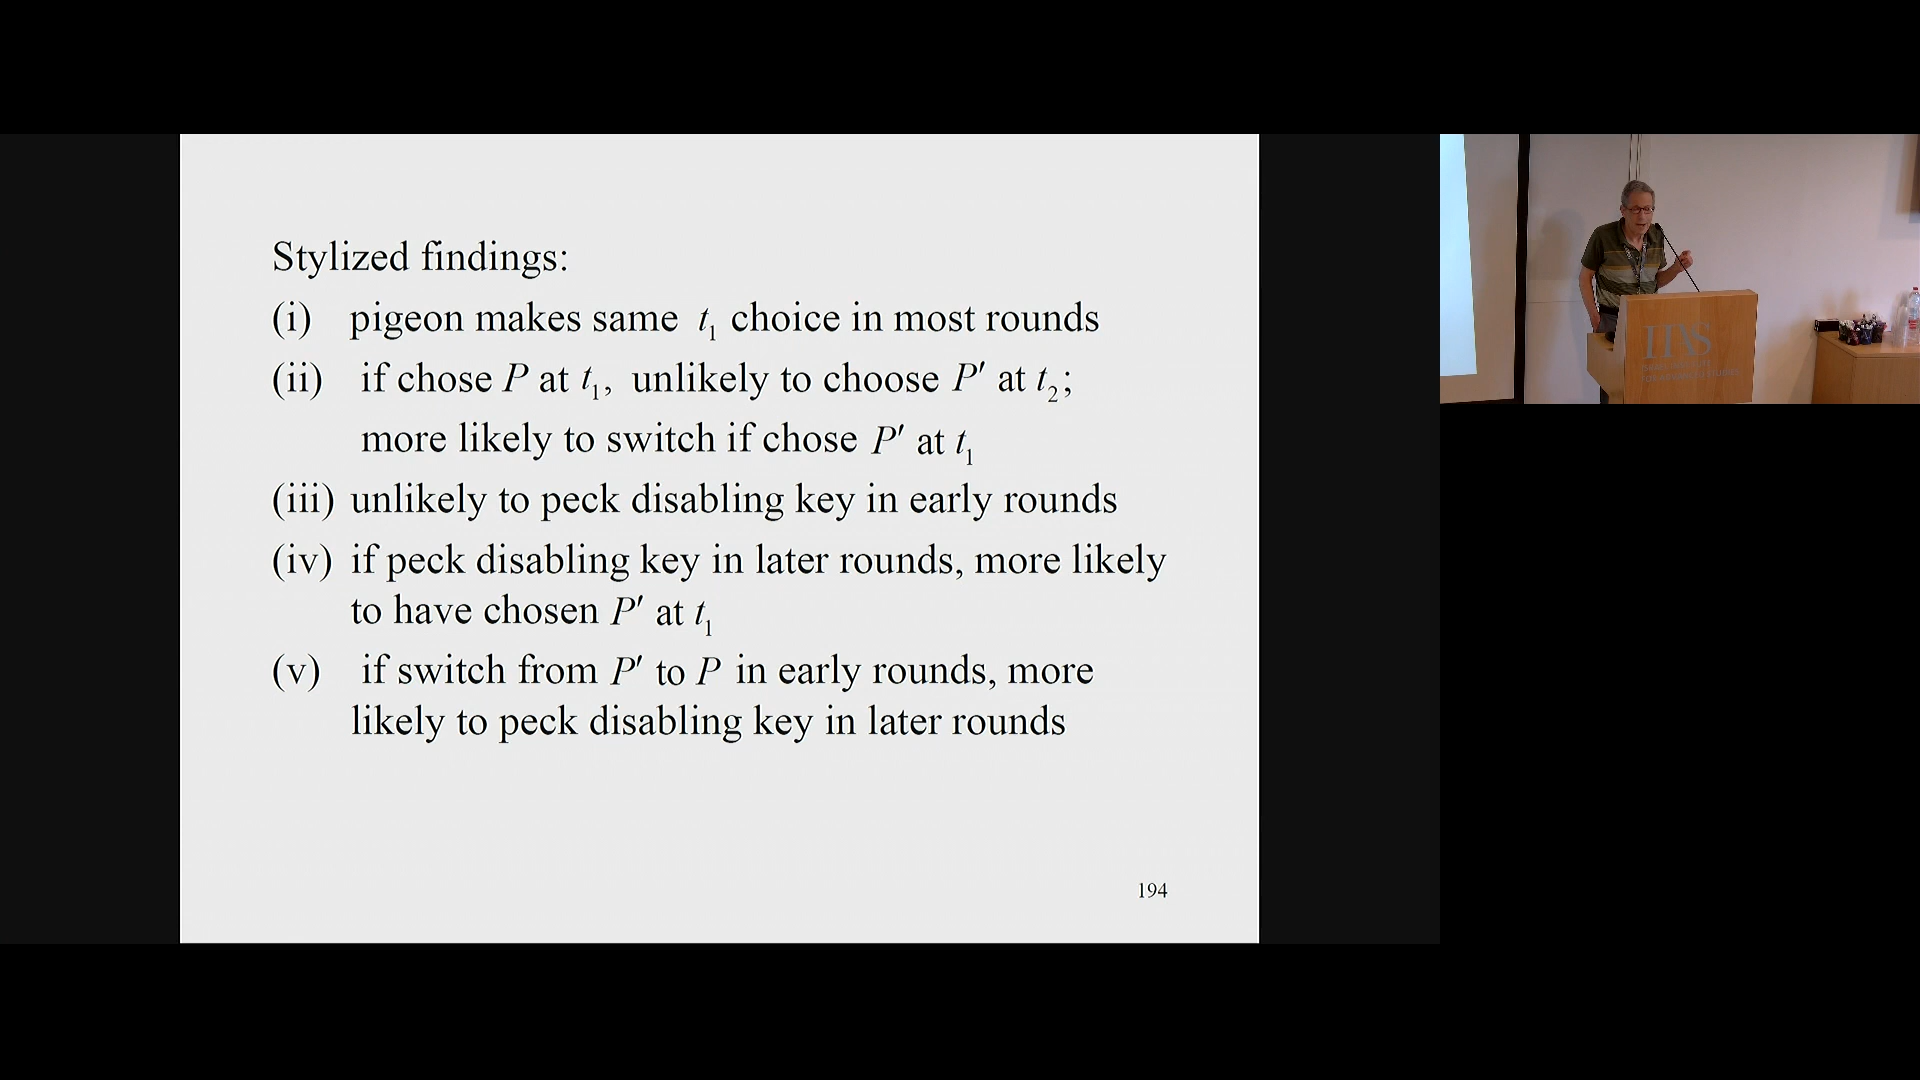 Stylized findings:
(i) pigeon makes same t₁ choice in most rounds
(ii) if chose P at t₁, unlikely to choose P′ at t₂;
more likely to switch if chose P′ at t₁
(iii) unlikely to peck disabling key in early rounds
(iv) if peck disabling key in later rounds, more likely
to have chosen P′ at t₁
(v) if switch from P′ to P in early rounds, more
likely to peck disabling key in later rounds
194